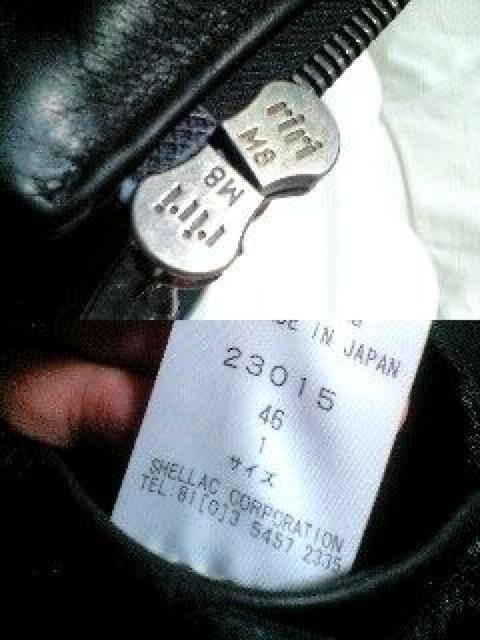 riri
M8
M8
riri
IN JAPAN
23015
46
1
サイズ
SHELLAC CORPORATION
TEL.81[0]3 5457 2335